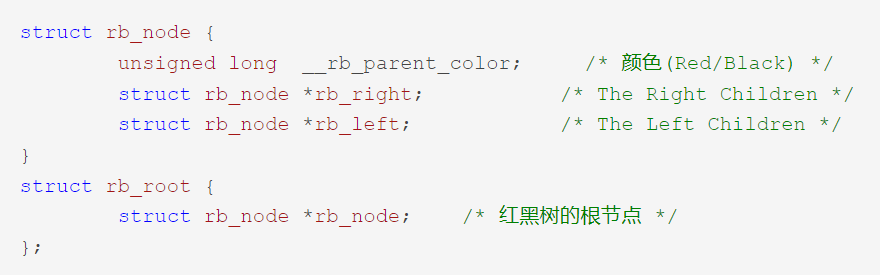 struct rb_node {
        unsigned long  __rb_parent_color;     /* 颜色(Red/Black) */
        struct rb_node *rb_right;           /* The Right Children */
        struct rb_node *rb_left;            /* The Left Children */
}
struct rb_root {
        struct rb_node *rb_node;    /* 红黑树的根节点 */
};